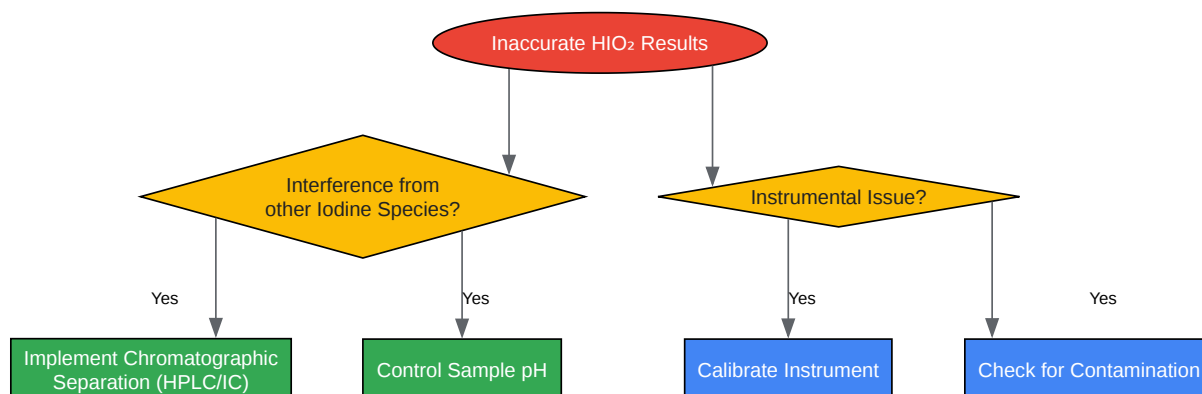 Inaccurate HIO₂ Results
Interference from
other Iodine Species?
Instrumental Issue?
Yes
Yes
Yes
Yes
Implement Chromatographic
Separation (HPLC/IC)
Control Sample pH
Calibrate Instrument
Check for Contamination